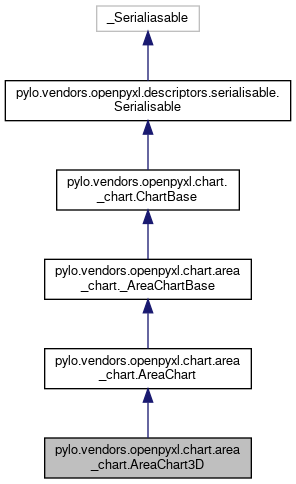 _Serialiasable
pylo.vendors.openpyxl.descriptors.serialisable.
Serialisable
pylo.vendors.openpyxl.chart.
_chart.ChartBase
pylo.vendors.openpyxl.chart.area
_chart._AreaChartBase
pylo.vendors.openpyxl.chart.area
_chart.AreaChart
pylo.vendors.openpyxl.chart.area
_chart.AreaChart3D